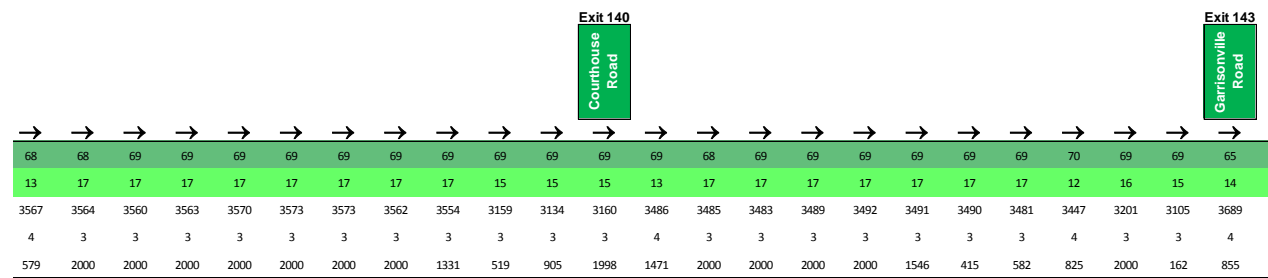 Exit 140 Exit 143
Courthouse
Road
Garrisonville
Road
→ → → → → → → → → → → → → → → → → → → → → → → →
68 68 69 69 69 69 69 69 69 69 69 69 69 68 69 69 69 69 69 69 70 69 69 65
13 17 17 17 17 17 17 17 17 15 15 15 13 17 17 17 17 17 17 17 12 16 15 14
3567 3564 3560 3563 3570 3573 3573 3562 3554 3159 3134 3160 3486 3485 3483 3489 3492 3491 3490 3481 3447 3201 3105 3689
4 3 3 3 3 3 3 3 3 3 3 3 4 3 3 3 3 3 3 3 4 3 3 4
579 2000 2000 2000 2000 2000 2000 2000 1331 519 905 1998 1471 2000 2000 2000 2000 1546 415 582 825 2000 162 855